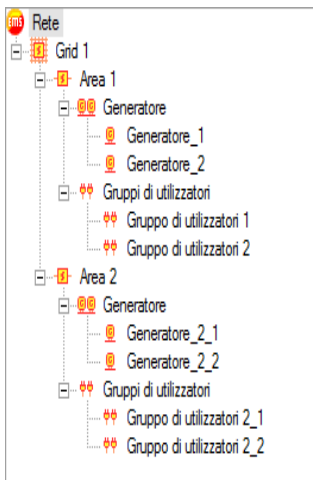 ems Rete
Grid 1
Area 1
Generatore
Generatore_1
Generatore_2
Gruppi di utilizzatori
Gruppo di utilizzatori 1
Gruppo di utilizzatori 2
Area 2
Generatore
Generatore_2_1
Generatore_2_2
Gruppi di utilizzatori
Gruppo di utilizzatori 2_1
Gruppo di utilizzatori 2_2